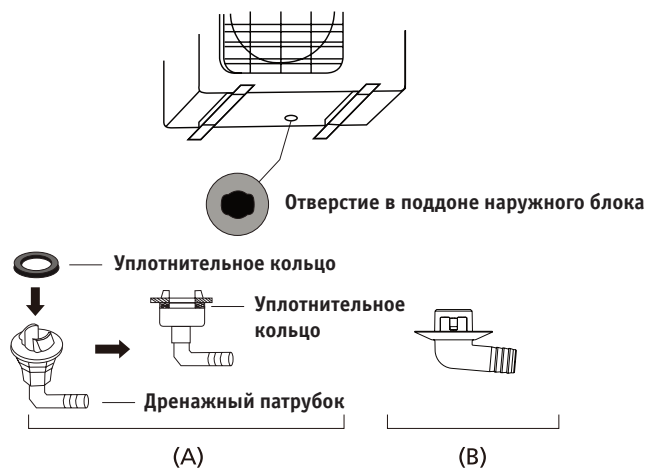 Отверстие в поддоне наружного блока
Уплотнительное кольцо
Уплотнительное
кольцо
Дренажный патрубок
(A)
(B)